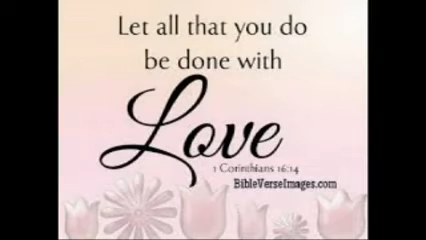 Let all that you do
be done with
Love
1 Corinthians 16:14
BibleVerseImages.com